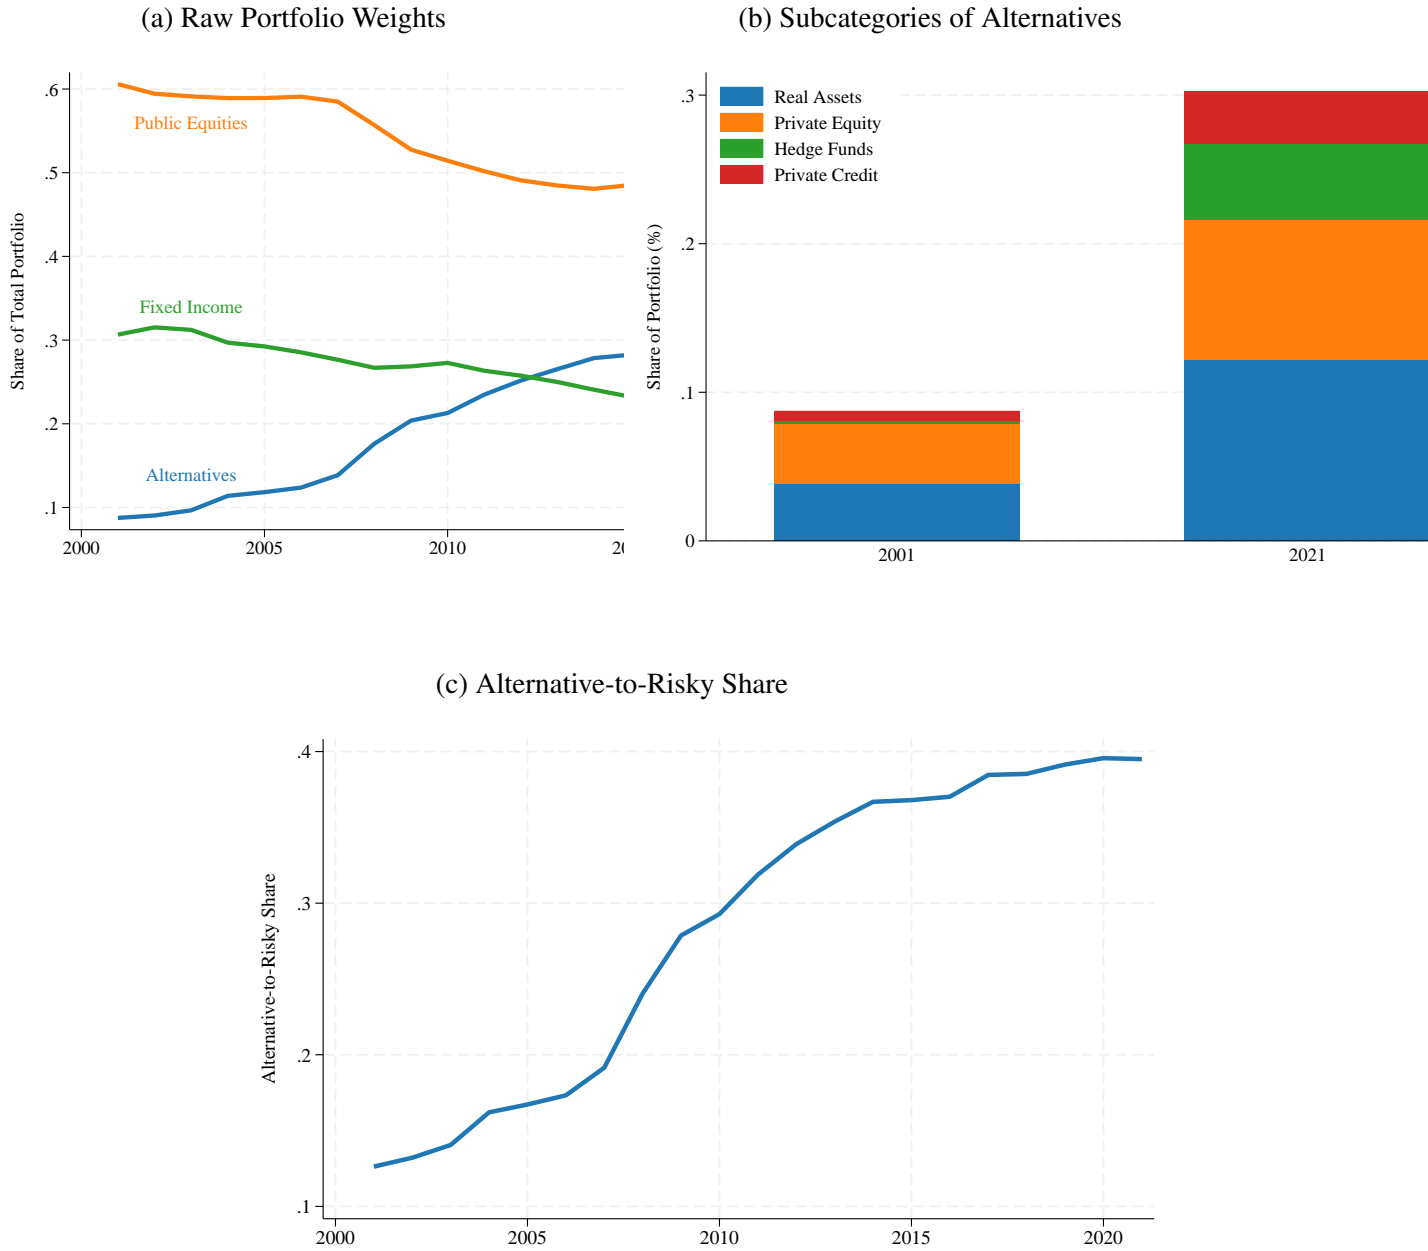 (a) Raw Portfolio Weights
.6
.5
.4
.3
.2
.1
Share of Total Portfolio
Public Equities
Fixed Income
Alternatives
2000
2005
2010
(b) Subcategories of Alternatives
.3
.2
.1
0
Share of Portfolio (%)
Real Assets
Private Equity
Hedge Funds
Private Credit
2001
2021
(c) Alternative-to-Risky Share
.4
.3
.2
.1
Alternative-to-Risky Share
2000
2005
2010
2015
2020